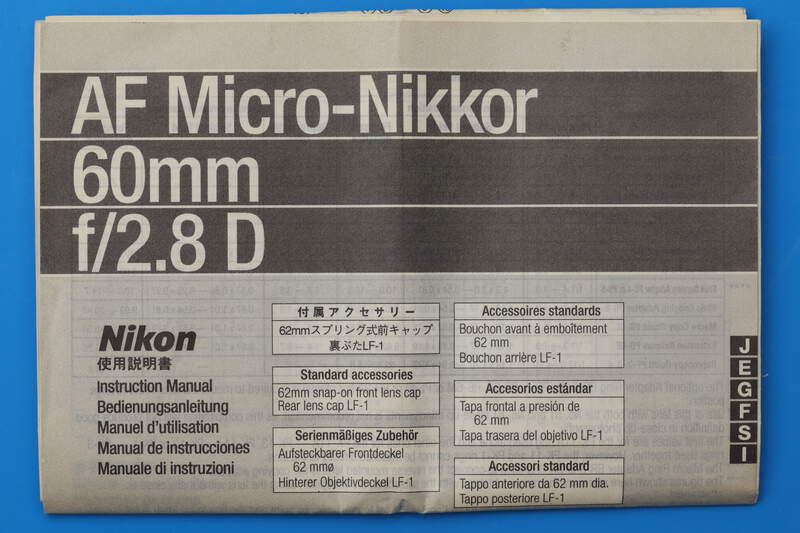 AF Micro-Nikkor
60mm
f/2.8 D
Nikon
使用説明書
Instruction Manual
Bedienungsanleitung
Manuel d'utilisation
Manual de instrucciones
Manuale di instruzioni
付属アクセサリー
62mmスプリング式前キャップ
裏ぶたLF-1
Standard accessories
62mm snap-on front lens cap
Rear lens cap LF-1
Serienmäßiges Zubehör
Aufsteckbarer Frontdeckel
62 mmø
Hinterer Objektivdeckel LF-1
Accessoires standards
Bouchon avant à emboîtement
62 mm
Bouchon arrière LF-1
Accesorios estándar
Tapa frontal a presión de
62 mm
Tapa trasera del objetivo LF-1
Accessori standard
Tappo anteriore da 62 mm dia.
Tappo posteriore LF-1
J
E
G
F
S
I